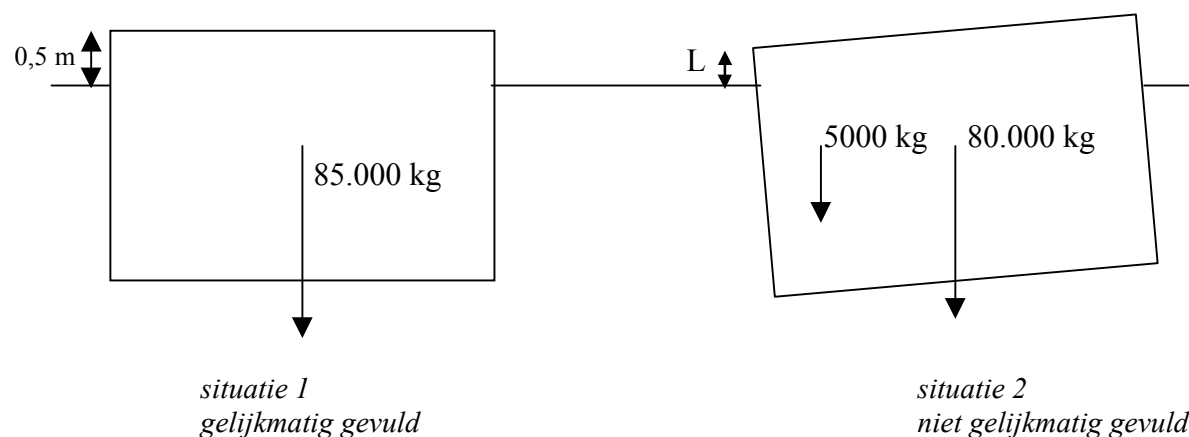 0,5 m
L
5000 kg
80.000 kg
85.000 kg
situatie 1
gelijkmatig gevuld
situatie 2
niet gelijkmatig gevuld